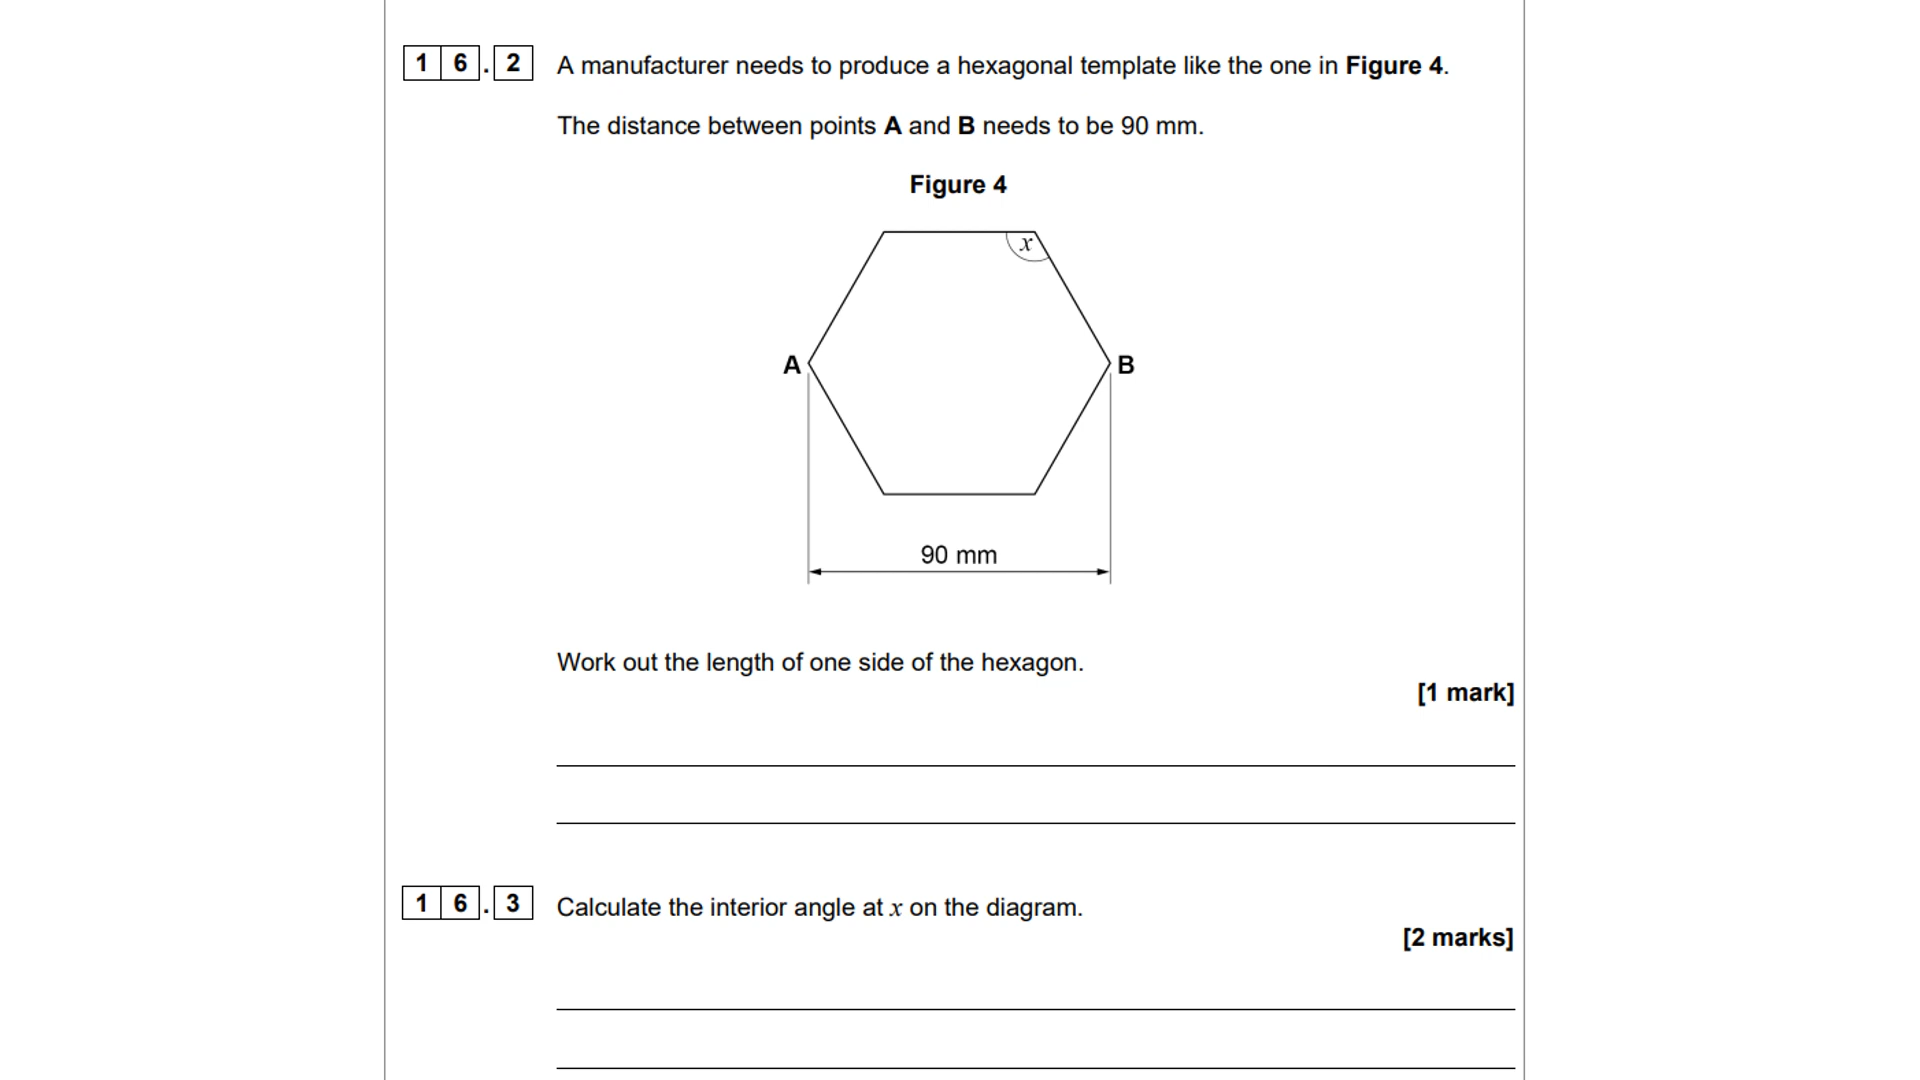 1 6 . 2 A manufacturer needs to produce a hexagonal template like the one in Figure 4.
The distance between points A and B needs to be 90 mm.
Figure 4
x
A B
90 mm
Work out the length of one side of the hexagon.
[1 mark]
1 6 . 3 Calculate the interior angle at x on the diagram.
[2 marks]